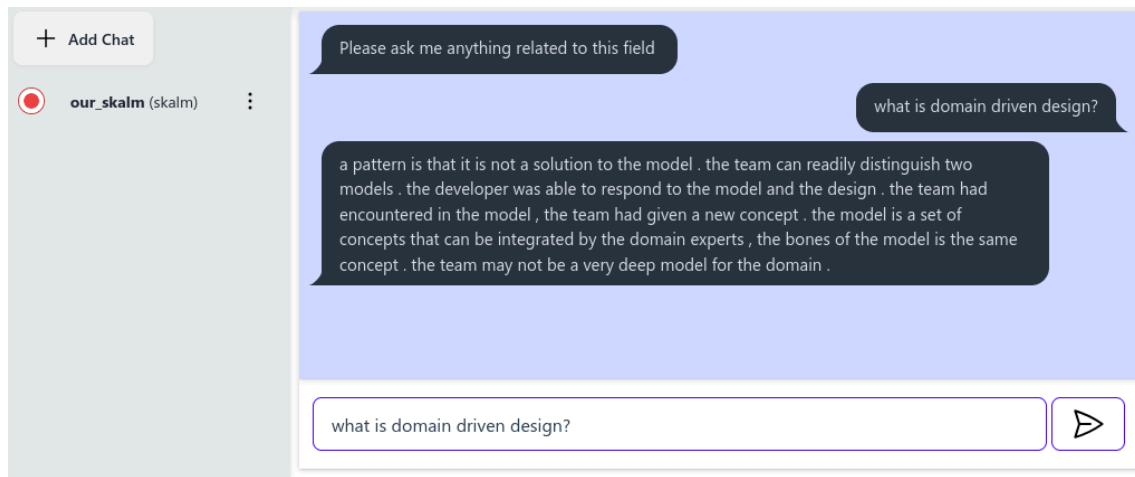 + Add Chat
our_skalm (skalm)
Please ask me anything related to this field
what is domain driven design?
a pattern is that it is not a solution to the model . the team can readily distinguish two
models . the developer was able to respond to the model and the design . the team had
encountered in the model , the team had given a new concept . the model is a set of
concepts that can be integrated by the domain experts , the bones of the model is the same
concept . the team may not be a very deep model for the domain .
what is domain driven design?